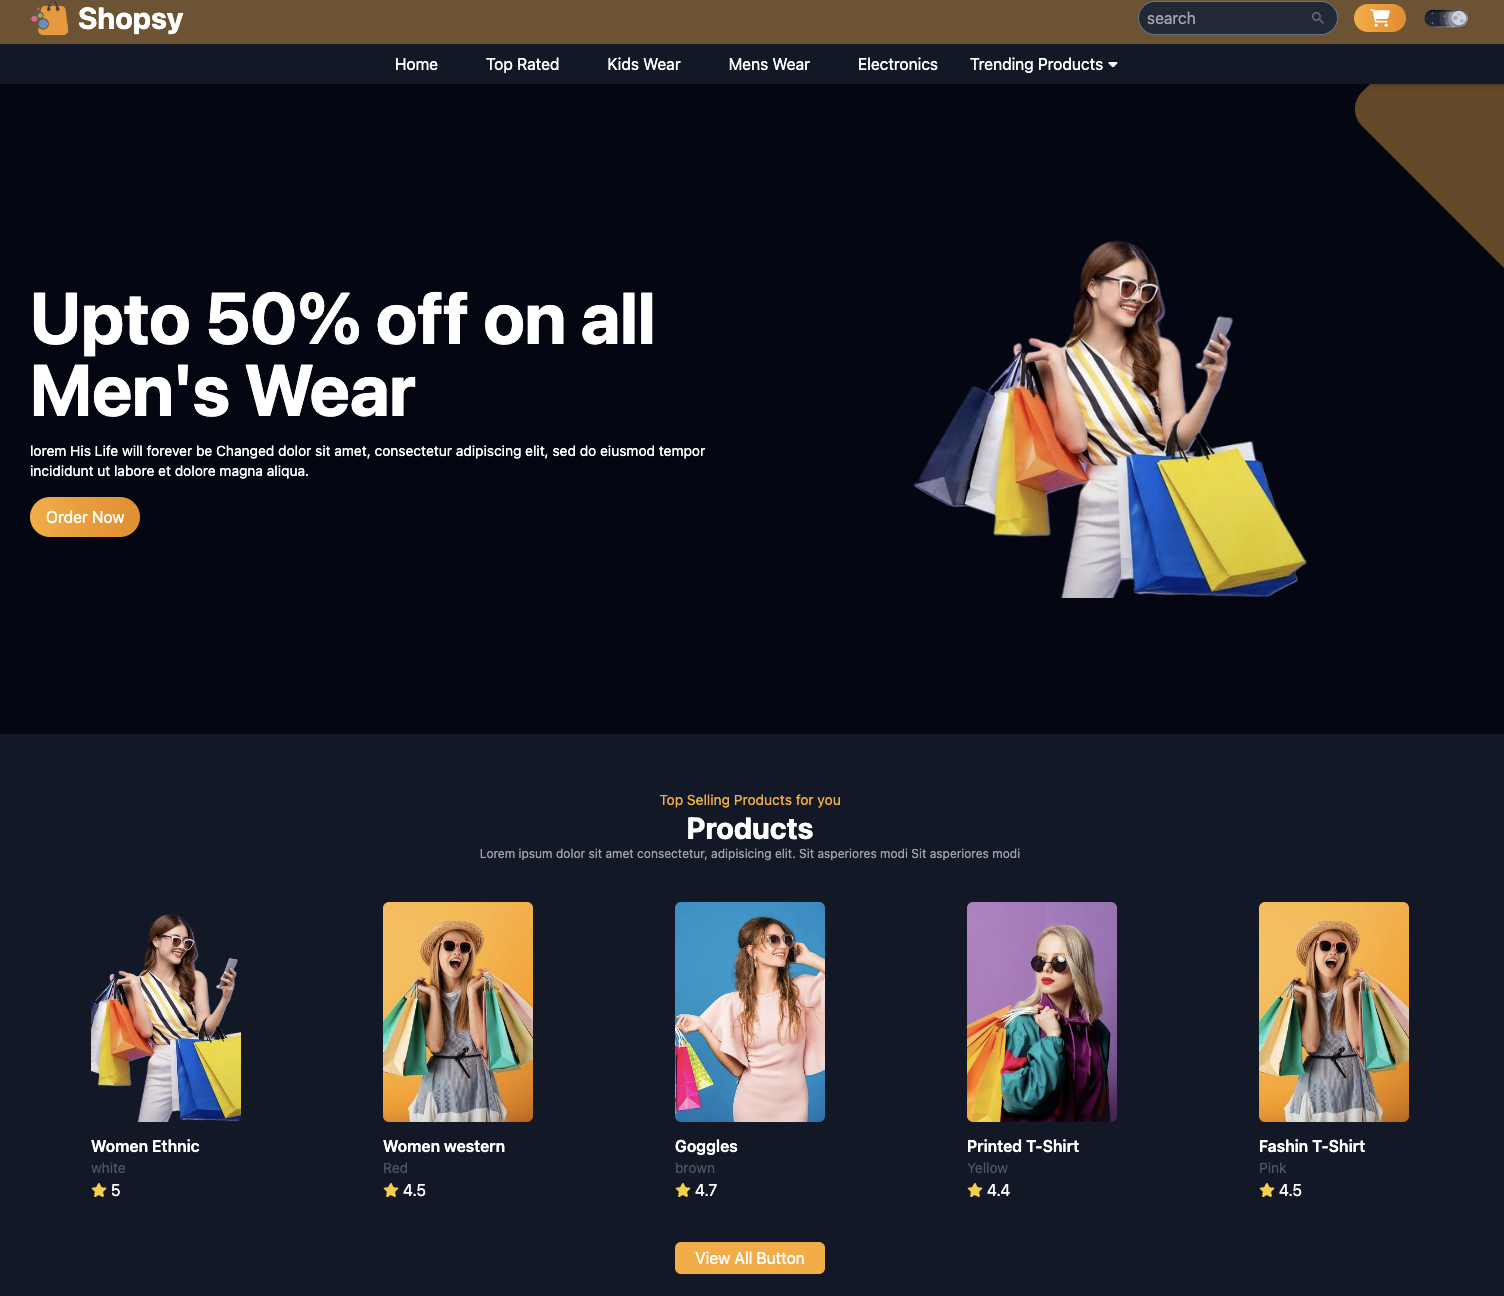 Shopsy
search
Home Top Rated Kids Wear Mens Wear Electronics Trending Products
Upto 50% off on all
Men's Wear
lorem His Life will forever be Changed dolor sit amet, consectetur adipiscing elit, sed do eiusmod tempor
incididunt ut labore et dolore magna aliqua.
Order Now
Top Selling Products for you
Products
Lorem ipsum dolor sit amet consectetur, adipisicing elit. Sit asperiores modi Sit asperiores modi
Women Ethnic
white
5
Women western
Red
4.5
Goggles
brown
4.7
Printed T-Shirt
Yellow
4.4
Fashin T-Shirt
Pink
4.5
View All Button